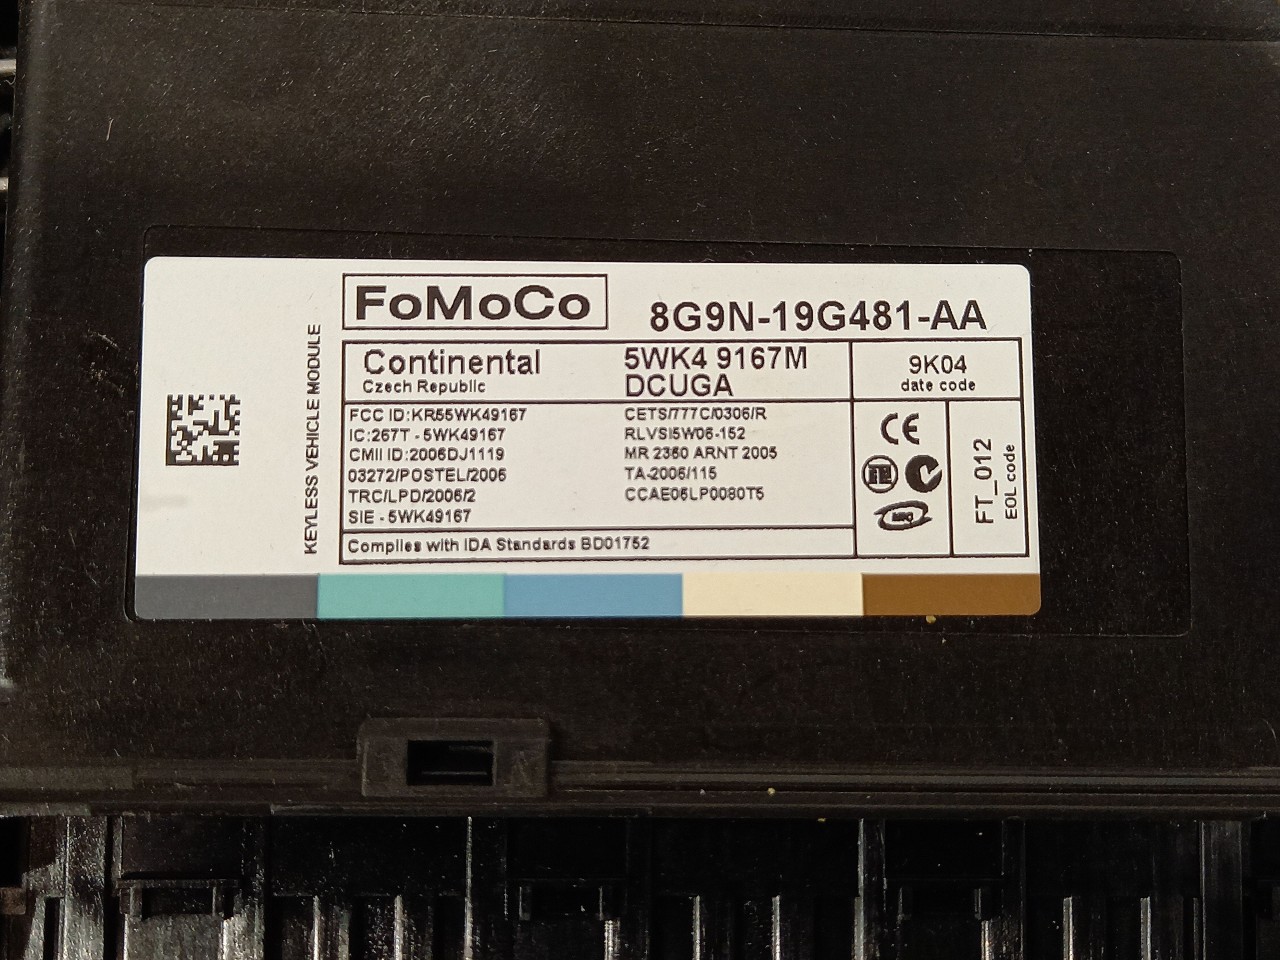 FoMoCo
8G9N-19G481-AA
KEYLESS VEHICLE MODULE
Continental
Czech Republic
5WK4 9167M
DCUGA
9K04
date code
FCC ID:KR55WK49167
IC:267T - 5WK49167
CMII ID:2006DJ1119
03272/POSTEL/2006
TRC/LPD/2006/2
SIE - 5WK49167
CETS/777C/0306/R
RLVSI5W06-152
MR 2360 ARNT 2005
TA-2006/115
CCAE06LP0080T5
CE
FT_012
EOL code
Complies with IDA Standards BD01752